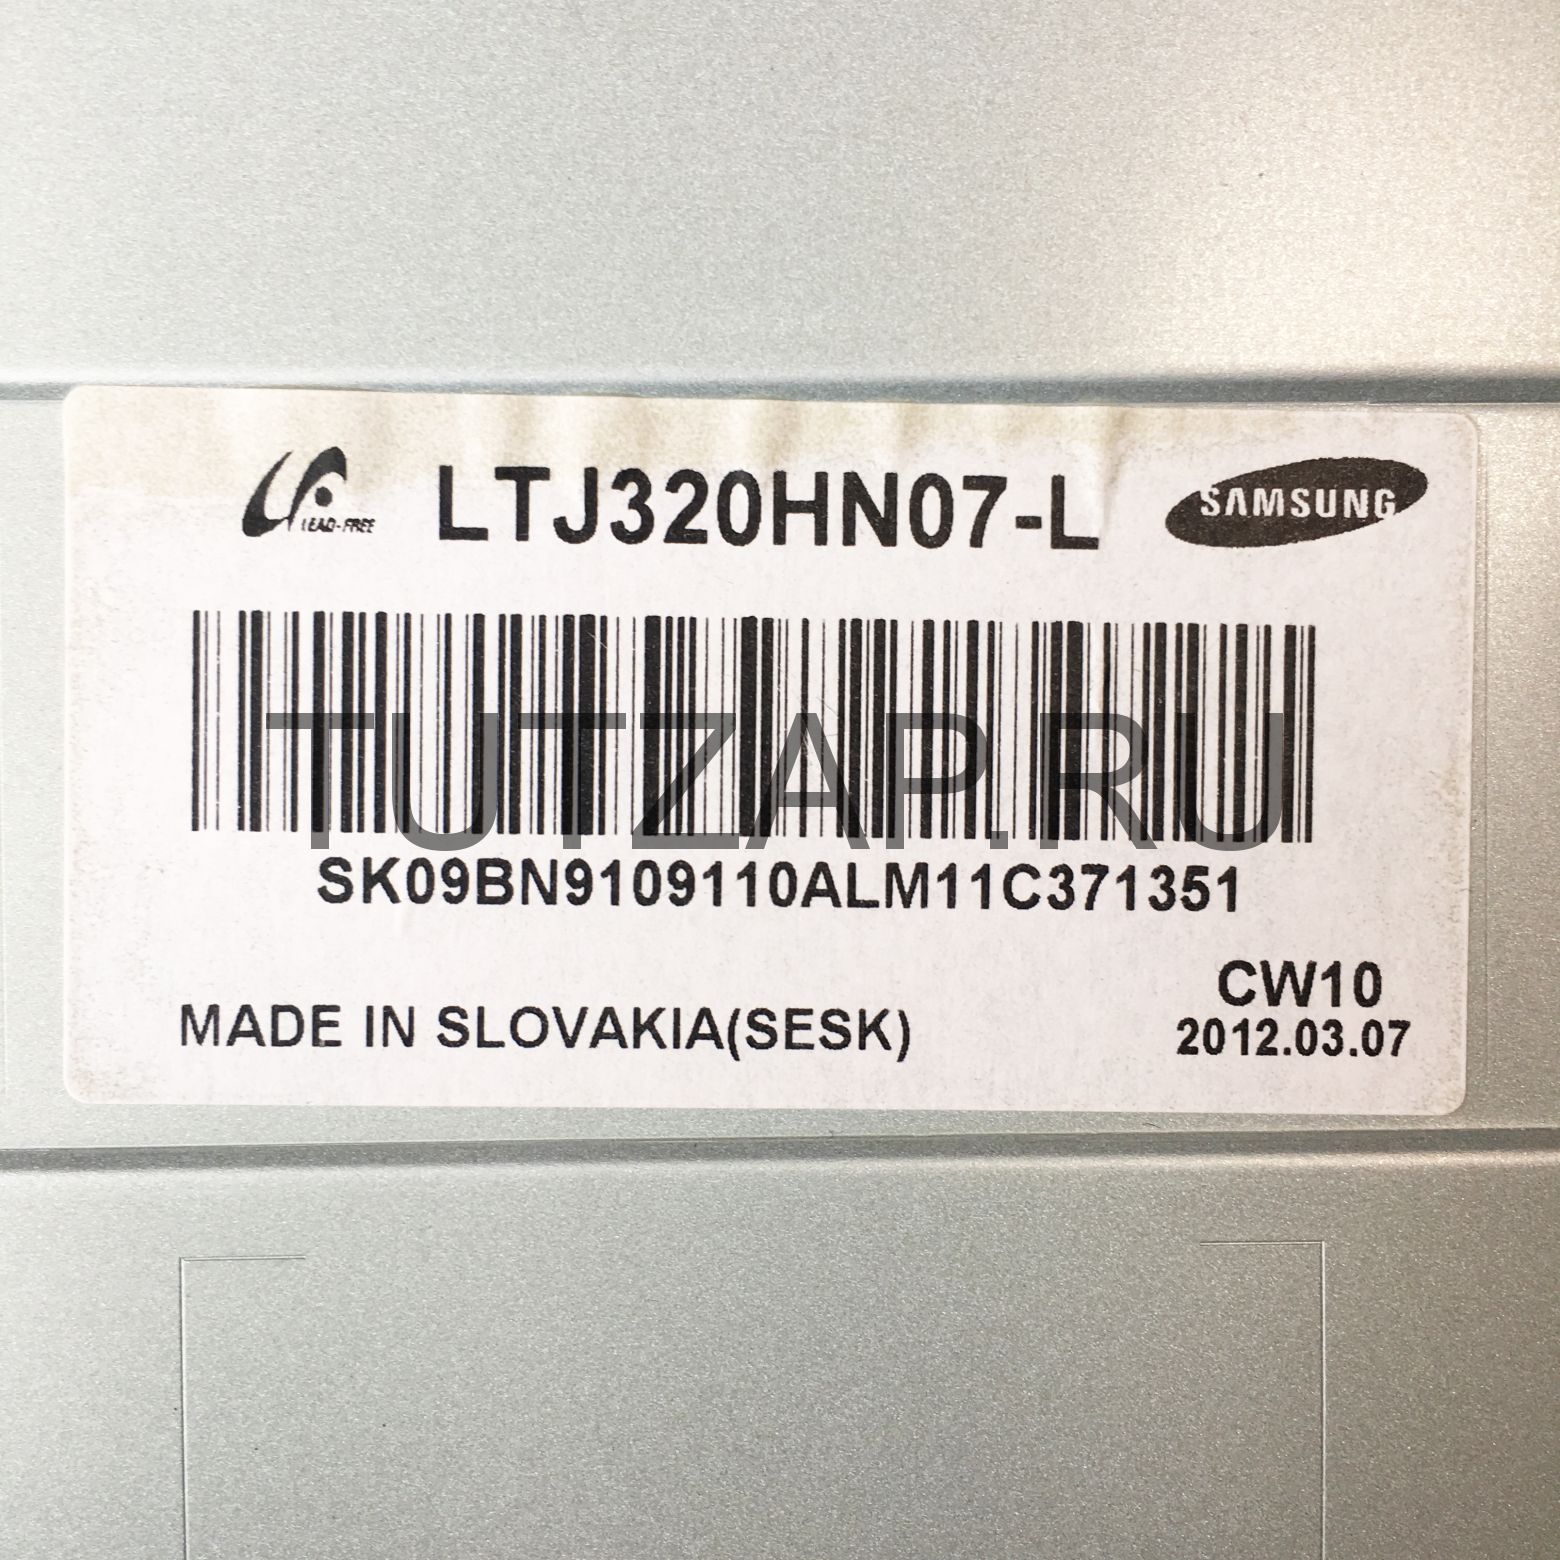 LEAD-FREE LTJ320HN07-L SAMSUNG
TUTZAP.RU
SK09BN9109110ALM11C371351
CW10
MADE IN SLOVAKIA(SESK) 2012.03.07